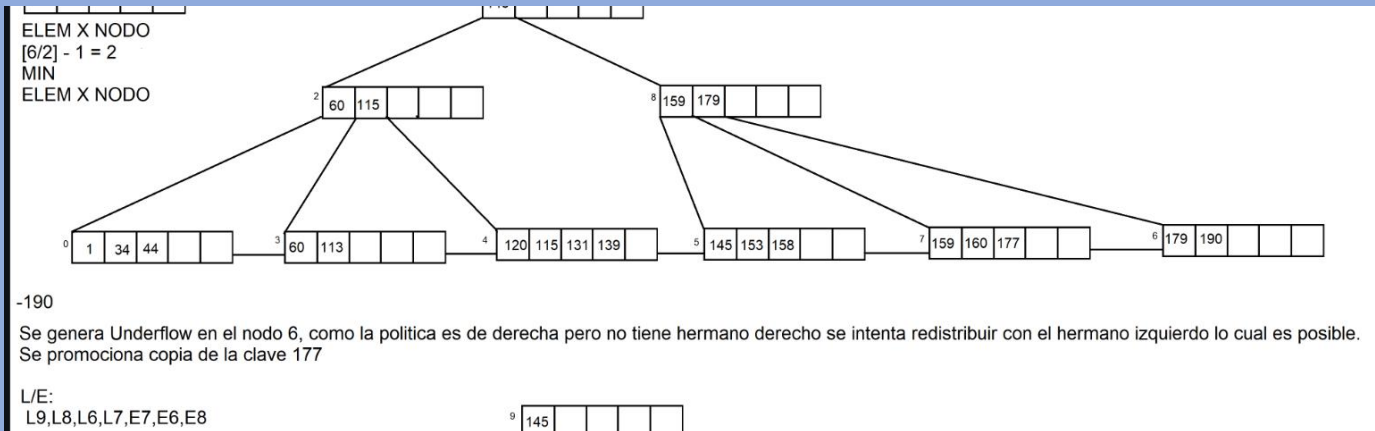 ELEM X NODO
[6/2] - 1 = 2
MIN
ELEM X NODO
2 60 115
8 159 179
0 1 34 44
3 60 113
4 120 115 131 139
5 145 153 158
7 159 160 177
6 179 190
-190
Se genera Underflow en el nodo 6, como la politica es de derecha pero no tiene hermano derecho se intenta redistribuir con el hermano izquierdo lo cual es posible.
Se promociona copia de la clave 177
L/E:
L9,L8,L6,L7,E7,E6,E8
9 145